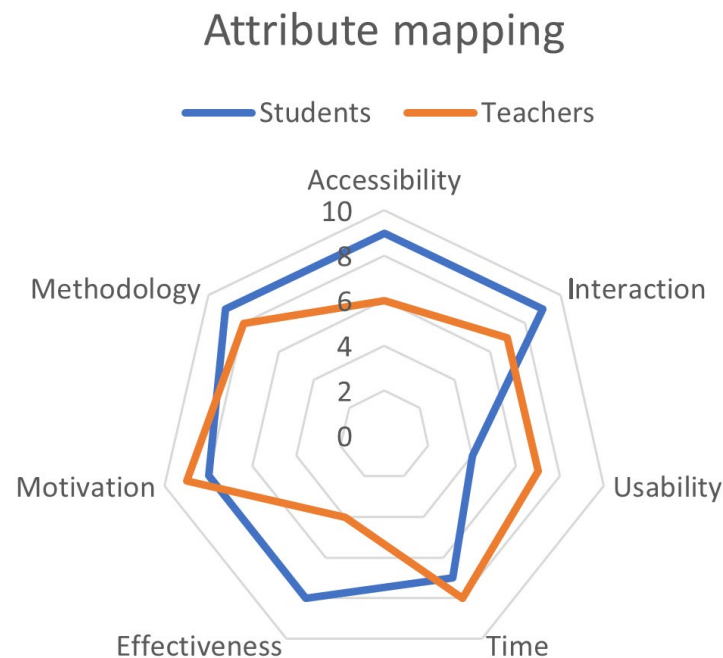 Attribute mapping
Students Teachers
Accessibility
10
8
6
4
2
0
Methodology
Interaction
Motivation
Usability
Effectiveness
Time